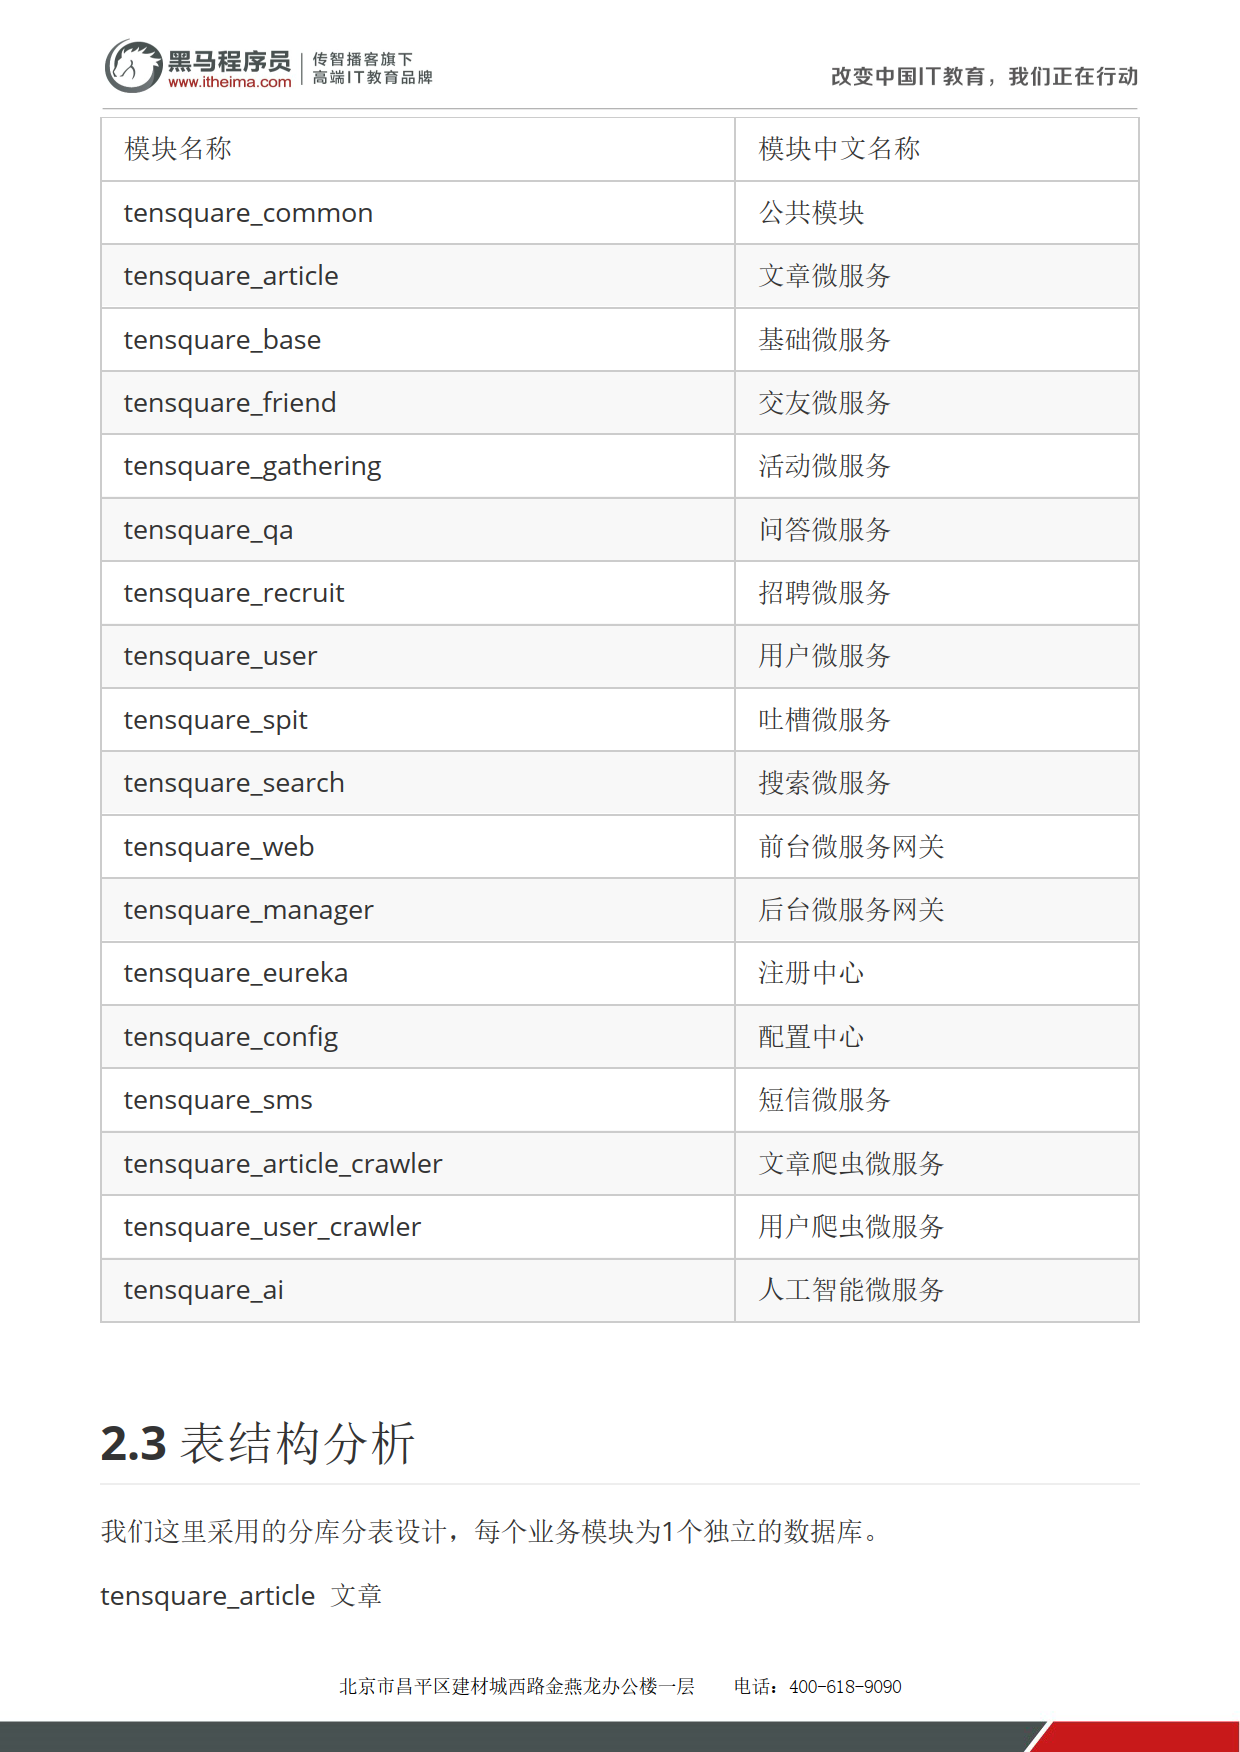 黑马程序员
www.itheima.com
传智播客旗下
高端IT教育品牌
改变中国IT教育，我们正在行动
模块名称 模块中文名称
tensquare_common 公共模块
tensquare_article 文章微服务
tensquare_base 基础微服务
tensquare_friend 交友微服务
tensquare_gathering 活动微服务
tensquare_qa 问答微服务
tensquare_recruit 招聘微服务
tensquare_user 用户微服务
tensquare_spit 吐槽微服务
tensquare_search 搜索微服务
tensquare_web 前台微服务网关
tensquare_manager 后台微服务网关
tensquare_eureka 注册中心
tensquare_config 配置中心
tensquare_sms 短信微服务
tensquare_article_crawler 文章爬虫微服务
tensquare_user_crawler 用户爬虫微服务
tensquare_ai 人工智能微服务
2.3 表结构分析
我们这里采用的分库分表设计，每个业务模块为1个独立的数据库。
tensquare_article 文章
北京市昌平区建材城西路金燕龙办公楼一层 电话：400-618-9090